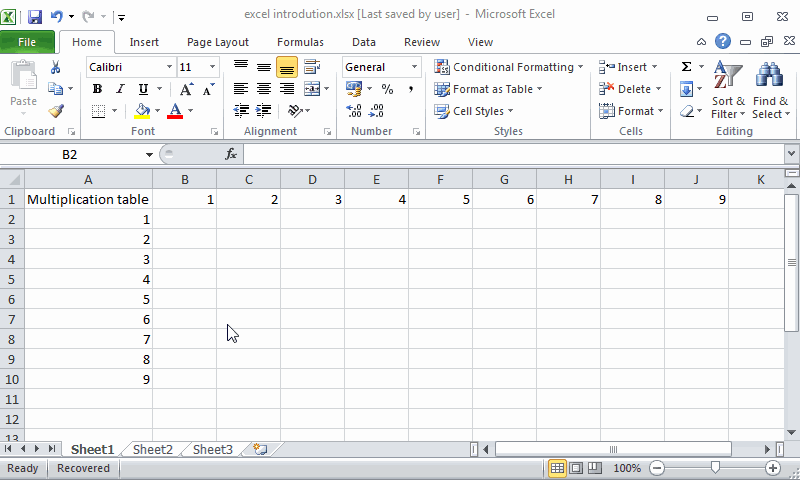 excel introdution.xlsx [Last saved by user] - Microsoft Excel
File Home Insert Page Layout Formulas Data Review View
Paste
Calibri 11
B I U A A
A
General
% ,
.00 .0
Conditional Formatting
Format as Table
Cell Styles
Insert
Delete
Format
Σ
Sort & Filter
Find & Select
Clipboard Font Alignment Number Styles Cells Editing
B2 fx
A B C D E F G H I J K
1 Multiplication table 1 2 3 4 5 6 7 8 9
2 1
3 2
4 3
5 4
6 5
7 6
8 7
9 8
10 9
11
12
13
Sheet1 Sheet2 Sheet3
Ready Recovered 100%